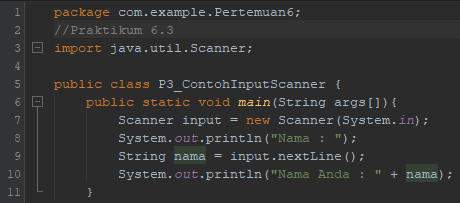 1 package com.example.Pertemuan6;
2 //Praktikum 6.3
3 import java.util.Scanner;
4
5 public class P3_ContohInputScanner {
6     public static void main(String args[]){
7         Scanner input = new Scanner(System.in);
8         System.out.println("Nama : ");
9         String nama = input.nextLine();
10         System.out.println("Nama Anda : " + nama);
11     }